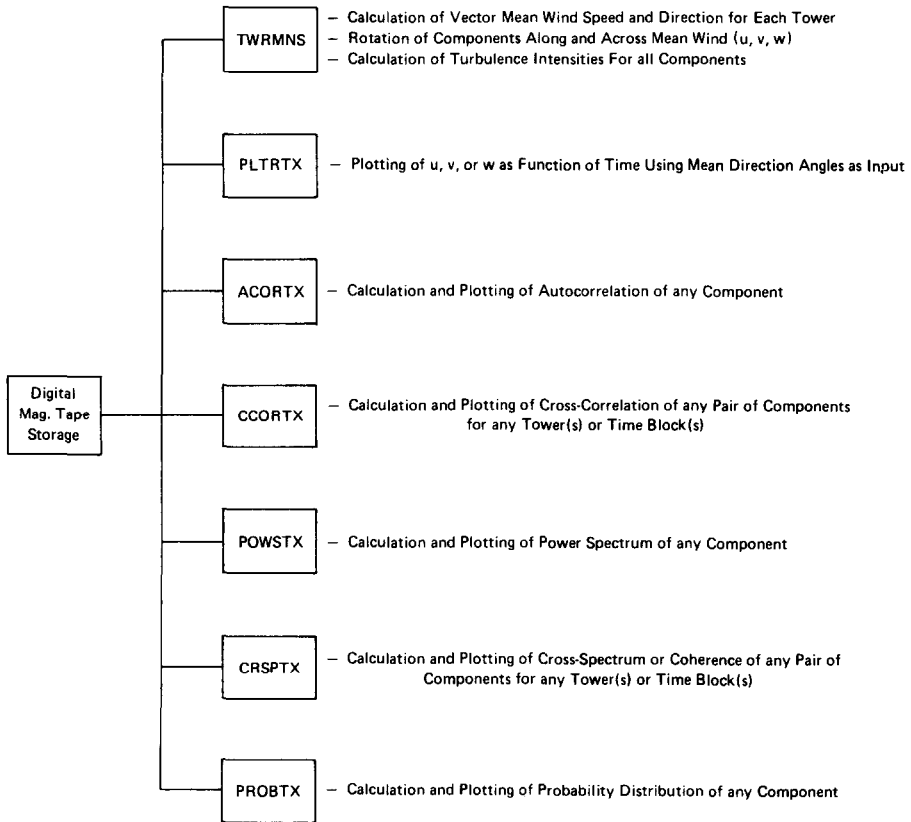 TWRMNS
– Calculation of Vector Mean Wind Speed and Direction for Each Tower
– Rotation of Components Along and Across Mean Wind (u, v, w)
– Calculation of Turbulence Intensities For all Components
PLTRTX
– Plotting of u, v, or w as Function of Time Using Mean Direction Angles as Input
ACORTX
– Calculation and Plotting of Autocorrelation of any Component
Digital
Mag. Tape
Storage
CCORTX
– Calculation and Plotting of Cross-Correlation of any Pair of Components
for any Tower(s) or Time Block(s)
POWSTX
– Calculation and Plotting of Power Spectrum of any Component
CRSPTX
– Calculation and Plotting of Cross-Spectrum or Coherence of any Pair of
Components for any Tower(s) or Time Block(s)
PROBTX
– Calculation and Plotting of Probability Distribution of any Component